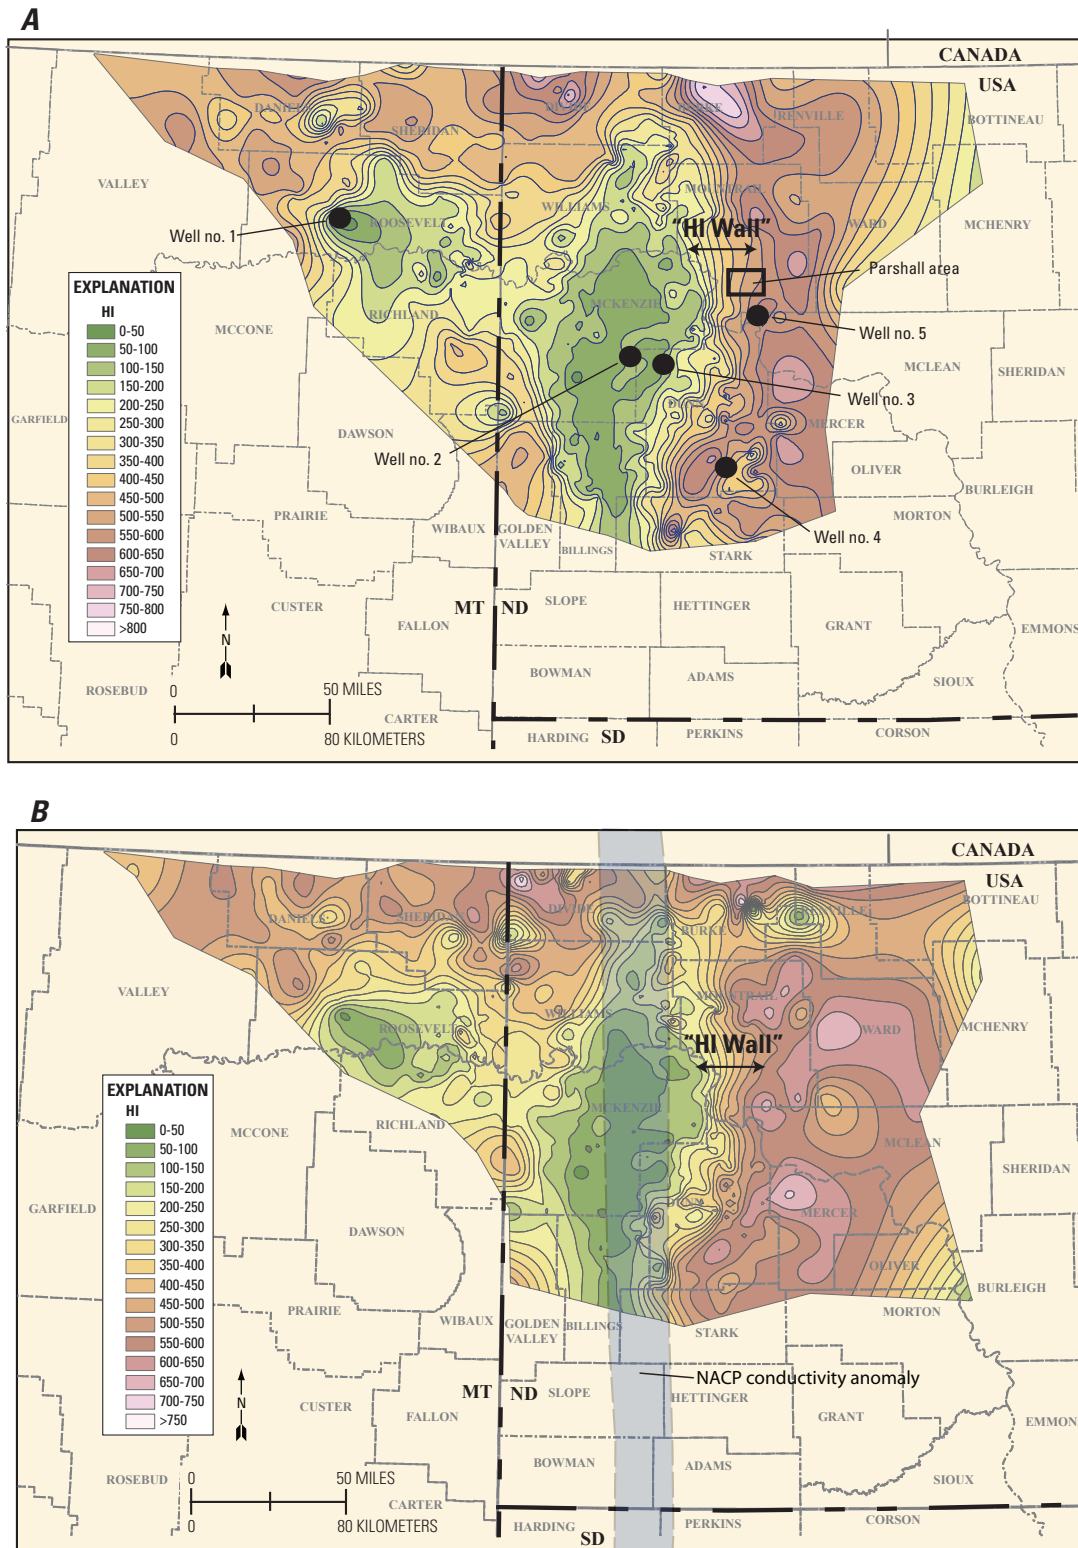 A
CANADA
USA
DANIELS
SHERIDAN
DIVIDE
BURKE
RENVILLE
BOTTINEAU
VALLEY
ROOSEVELT
WILLIAMS
MOUNTRAIL
WARD
MCHENRY
Well no. 1
"HI Wall"
Parshall area
EXPLANATION
HI
0-50
50-100
100-150
150-200
200-250
250-300
300-350
350-400
400-450
450-500
500-550
550-600
600-650
650-700
700-750
750-800
>800
MCCONE
RICHLAND
MCKENZIE
Well no. 5
MCLEAN
SHERIDAN
GARFIELD
DAWSON
DUNN
Well no. 3
MERCER
Well no. 2
OLIVER
BURLEIGH
PRAIRIE
WIBAUX
GOLDEN
VALLEY
BILLINGS
STARK
Well no. 4
MORTON
CUSTER
MT
ND
SLOPE
HETTINGER
GRANT
EMMONS
FALLON
N
ROSEBUD
BOWMAN
ADAMS
SIOUX
0
50 MILES
0
80 KILOMETERS
CARTER
HARDING
SD
PERKINS
CORSON
B
CANADA
USA
DANIELS
SHERIDAN
DIVIDE
BURKE
BOTTINEAU
VALLEY
ROOSEVELT
WILLIAMS
MOUNTRAIL
WARD
MCHENRY
"HI Wall"
EXPLANATION
HI
0-50
50-100
100-150
150-200
200-250
250-300
300-350
350-400
400-450
450-500
500-550
550-600
600-650
650-700
700-750
>750
MCCONE
RICHLAND
MCKENZIE
MCLEAN
SHERIDAN
GARFIELD
DAWSON
DUNN
MERCER
OLIVER
BURLEIGH
PRAIRIE
WIBAUX
GOLDEN
VALLEY
BILLINGS
STARK
MORTON
NACP conductivity anomaly
MT
ND
SLOPE
HETTINGER
CUSTER
FALLON
GRANT
EMMON
N
ROSEBUD
BOWMAN
ADAMS
SIOUX
0
50 MILES
0
80 KILOMETERS
CARTER
HARDING
SD
PERKINS
CORSON